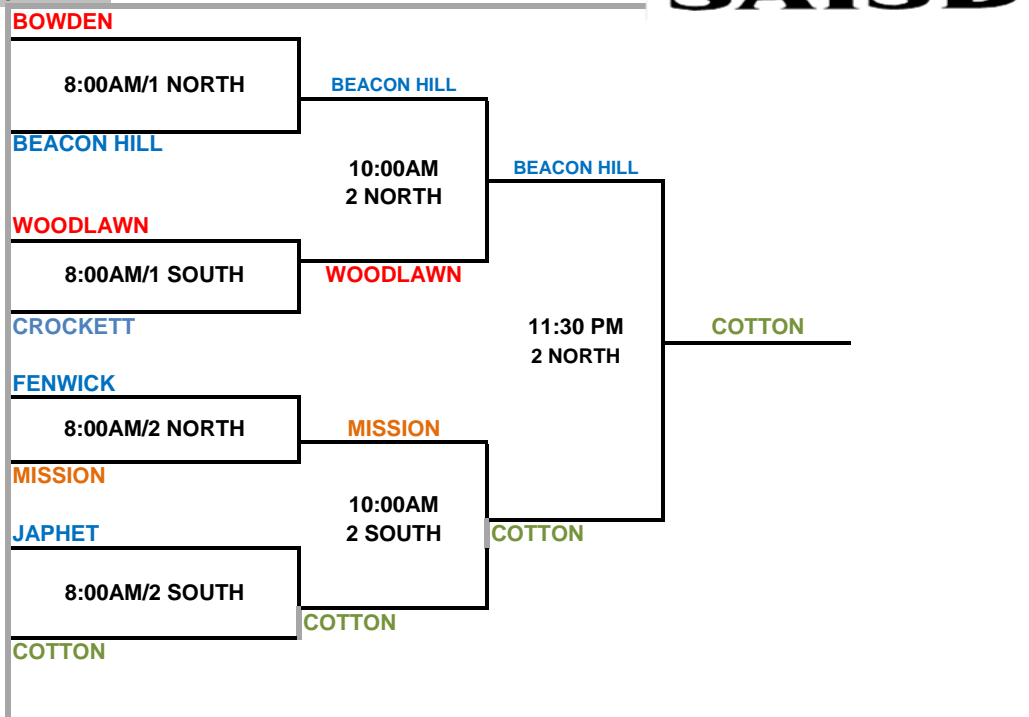 SAISD
BOWDEN
8:00AM/1 NORTH
BEACON HILL
BEACON HILL
10:00AM
2 NORTH
BEACON HILL
WOODLAWN
8:00AM/1 SOUTH
WOODLAWN
CROCKETT
11:30 PM
2 NORTH
COTTON
FENWICK
8:00AM/2 NORTH
MISSION
MISSION
10:00AM
2 SOUTH
COTTON
JAPHET
8:00AM/2 SOUTH
COTTON
COTTON